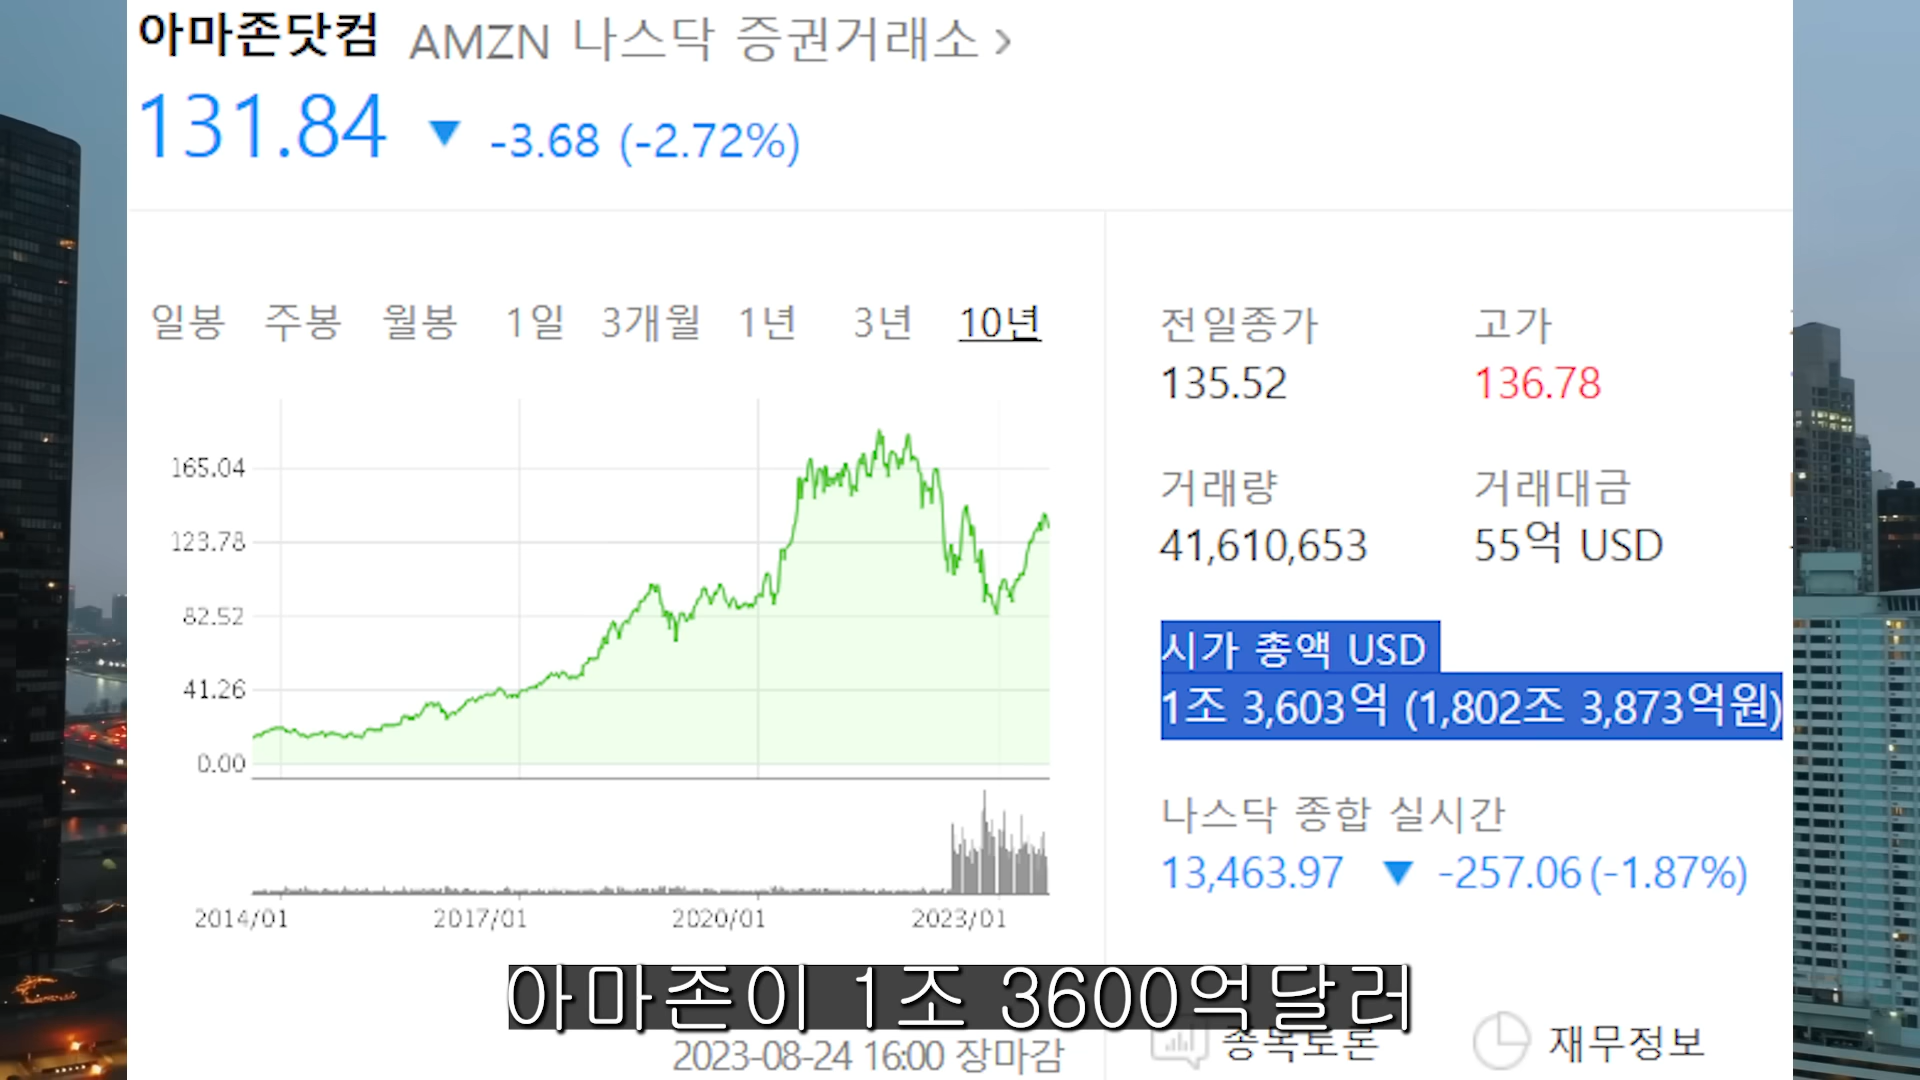 아마존닷컴 AMZN 나스닥 증권거래소 >
131.84 ▼ -3.68 (-2.72%)
일봉 주봉 월봉 1일 3개월 1년 3년 10년
165.04
123.78
82.52
41.26
0.00
2014/01 2017/01 2020/01 2023/01
전일종가 고가
135.52 136.78
거래량 거래대금
41,610,653 55억 USD
시가 총액 USD
1조 3,603억 (1,802조 3,873억원)
나스닥 종합 실시간
13,463.97 ▼ -257.06 (-1.87%)
아마존이 1조 3600억달러
종목토론 재무정보
2023-08-24 16:00 장마감